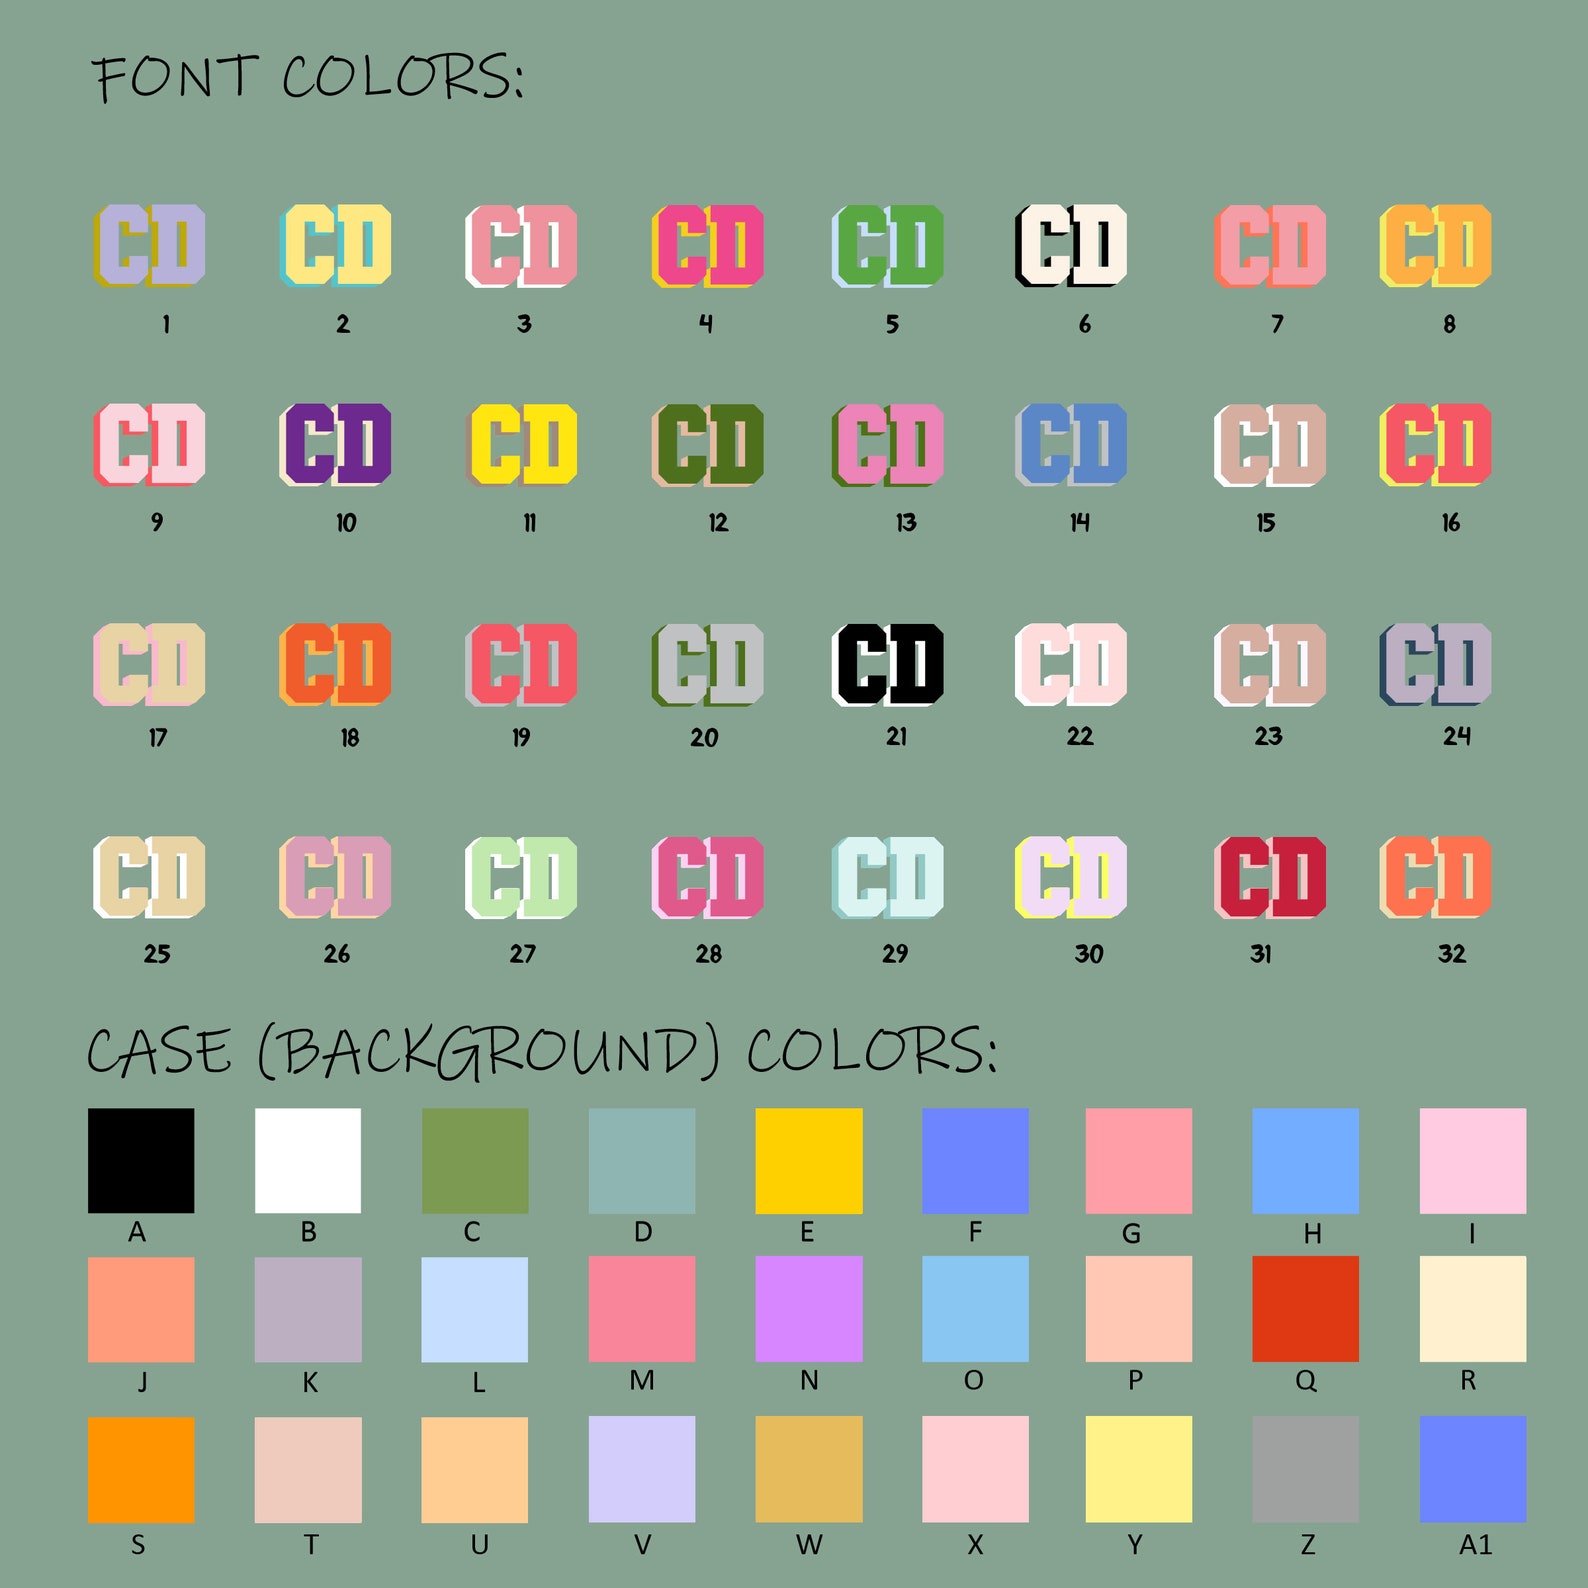 FONT COLORS:
CD CD CD CD CD CD CD CD
1 2 3 4 5 6 7 8
CD CD CD CD CD CD CD CD
9 10 11 12 13 14 15 16
CD CD CD CD CD CD CD CD
17 18 19 20 21 22 23 24
CD CD CD CD CD CD CD CD
25 26 27 28 29 30 31 32
CASE (BACKGROUND) COLORS:
A B C D E F G H I
J K L M N O P Q R
S T U V W X Y Z A1